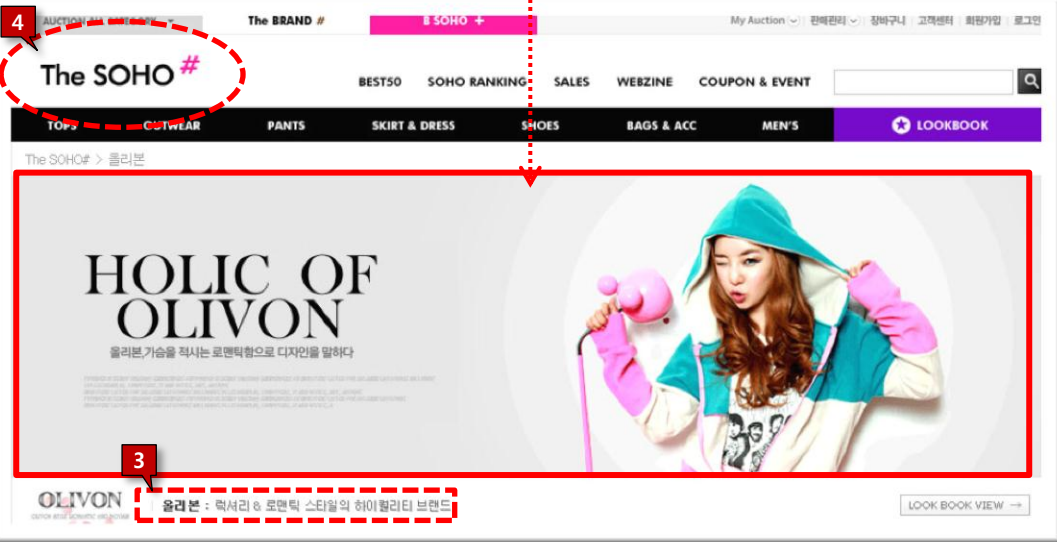 4
AUCTION ALL CATEGORY
The BRAND #
B SOHO +
My Auction 판매관리 장바구니 고객센터 회원가입 로그인
The SOHO #
BEST50 SOHO RANKING SALES WEBZINE COUPON & EVENT
TOPS OUTWEAR PANTS SKIRT & DRESS SHOES BAGS & ACC MEN'S LOOKBOOK
The SOHO# > 올리본
HOLIC OF
OLIVON
올리본,가슴을 적시는 로맨틱함으로 디자인을 말하다
3
OLIVON
올리본 : 럭셔리 & 로맨틱 스타일의 하이퀄리티 브랜드
LOOK BOOK VIEW →